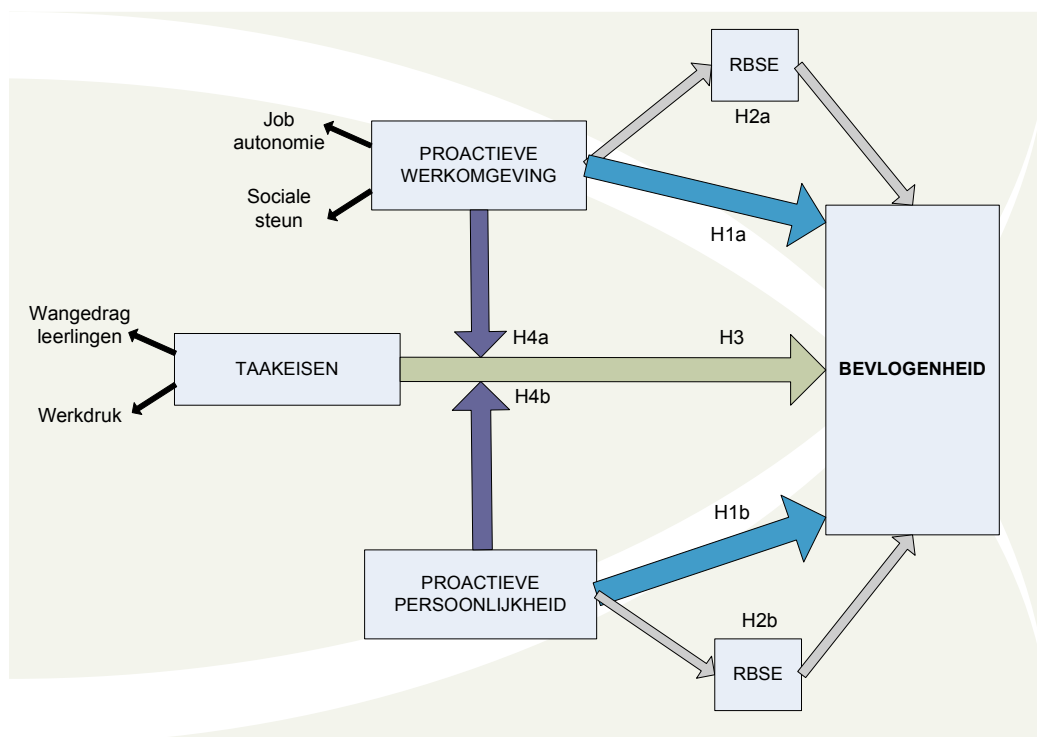 RBSE
H2a
Job
autonomie
PROACTIEVE
WERKOMGEVING
Sociale
steun
H1a
Wangedrag
leerlingen
H4a
H3
TAAKEISEN
BEVLOGENHEID
H4b
Werkdruk
H1b
PROACTIEVE
PERSOONLIJKHEID
H2b
RBSE